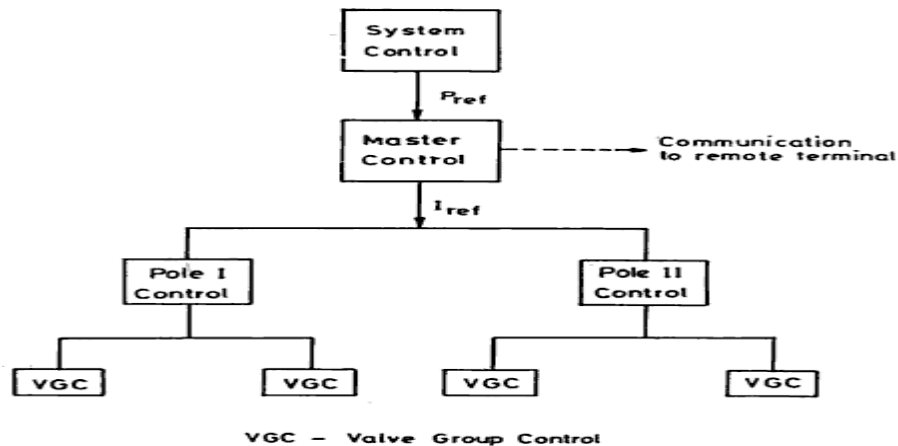 System
Control
Pref
Master
Control
Communication
to remote terminal
Iref
Pole I
Control
Pole II
Control
VGC
VGC
VGC
VGC
VGC - Valve Group Control